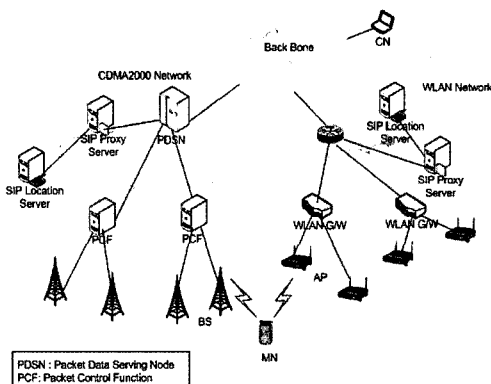 CN
Back Bone
CDMA2000 Network
WLAN Network
SIP Proxy
Server
PDSN
SIP Location
Server
SIP Location
Server
SIP Proxy
Server
PCF
PCF
WLAN G/W
WLAN G/W
AP
BS
MN
PDSN : Packet Data Serving Node
PCF: Packet Control Function